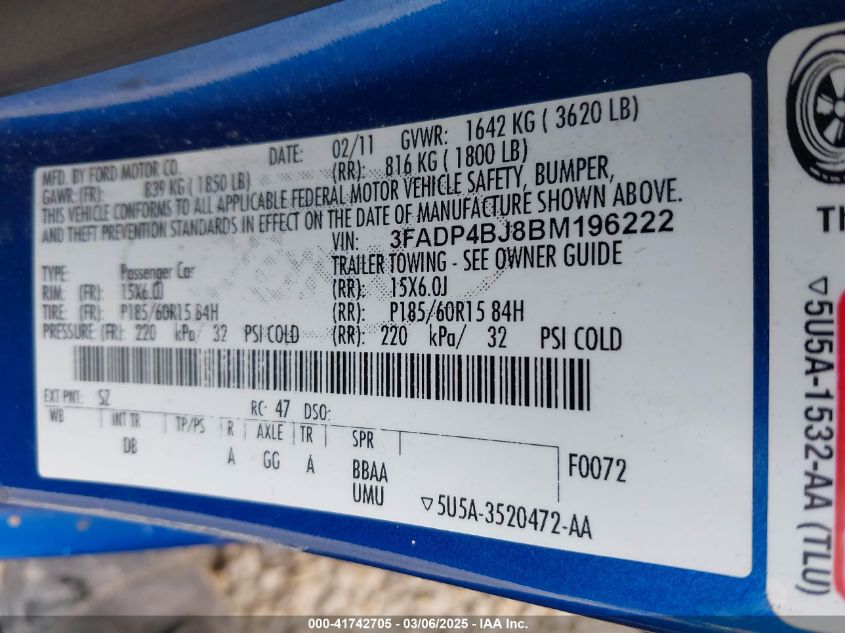 MFD. BY FORD MOTOR CO. DATE: 02/11 GVWR: 1642 KG ( 3620 LB)
GAWR: (FR): 839 KG ( 1850 LB) (RR): 816 KG ( 1800 LB)
THIS VEHICLE CONFORMS TO ALL APPLICABLE FEDERAL MOTOR VEHICLE SAFETY, BUMPER,
AND THEFT PREVENTION STANDARDS IN EFFECT ON THE DATE OF MANUFACTURE SHOWN ABOVE.
VIN: 3FADP4BJ8BM196222
TYPE: Passenger Car TRAILER TOWING - SEE OWNER GUIDE
RIM: (FR): 15X6.0J (RR): 15X6.0J
TIRE: (FR): P185/60R15 84H (RR): P185/60R15 84H
PRESSURE: (FR): 220 kPa/ 32 PSI COLD (RR): 220 kPa/ 32 PSI COLD
EXT PNT: SZ RC: 47 DSO:
WB INT TR TP/PS R AXLE TR SPR
DB A GG A BBAA F0072
UMU ▽5U5A-3520472-AA
▽5U5A-1532-AA (TLU)
000-41742705 - 03/06/2025 - IAAI Inc.